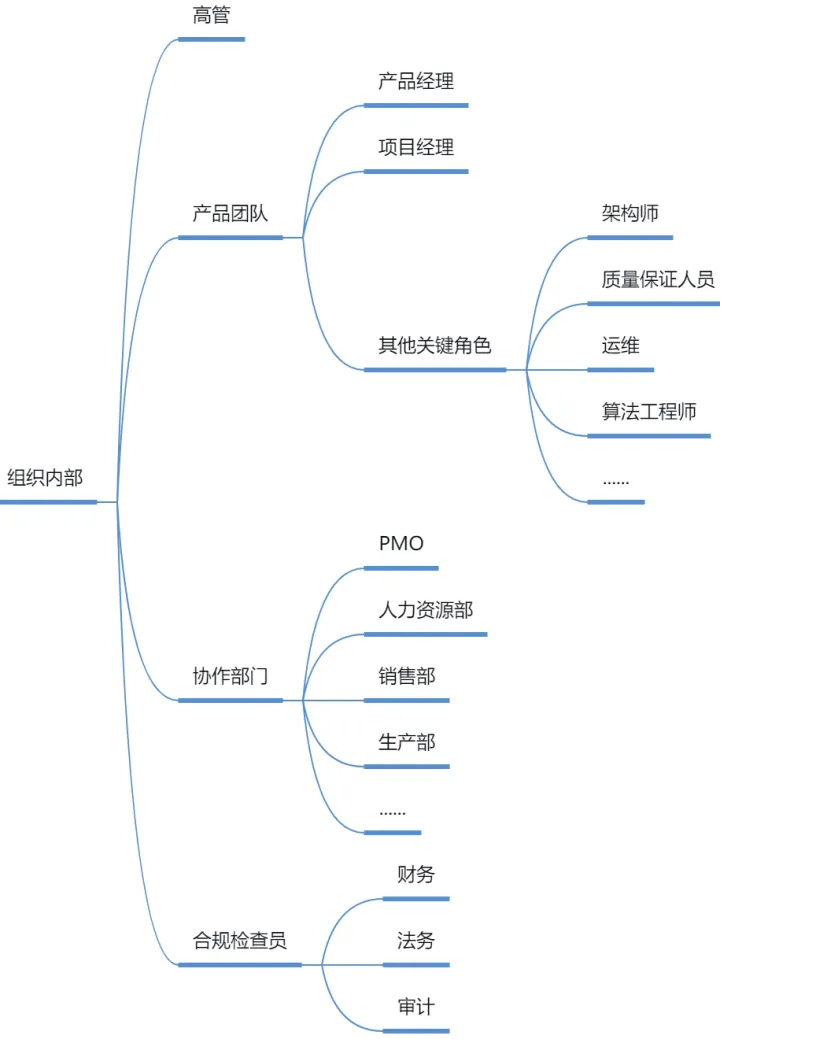 高管
产品经理
项目经理
产品团队
架构师
质量保证人员
其他关键角色
运维
算法工程师
组织内部
......
PMO
人力资源部
协作部门
销售部
生产部
......
财务
合规检查员
法务
审计